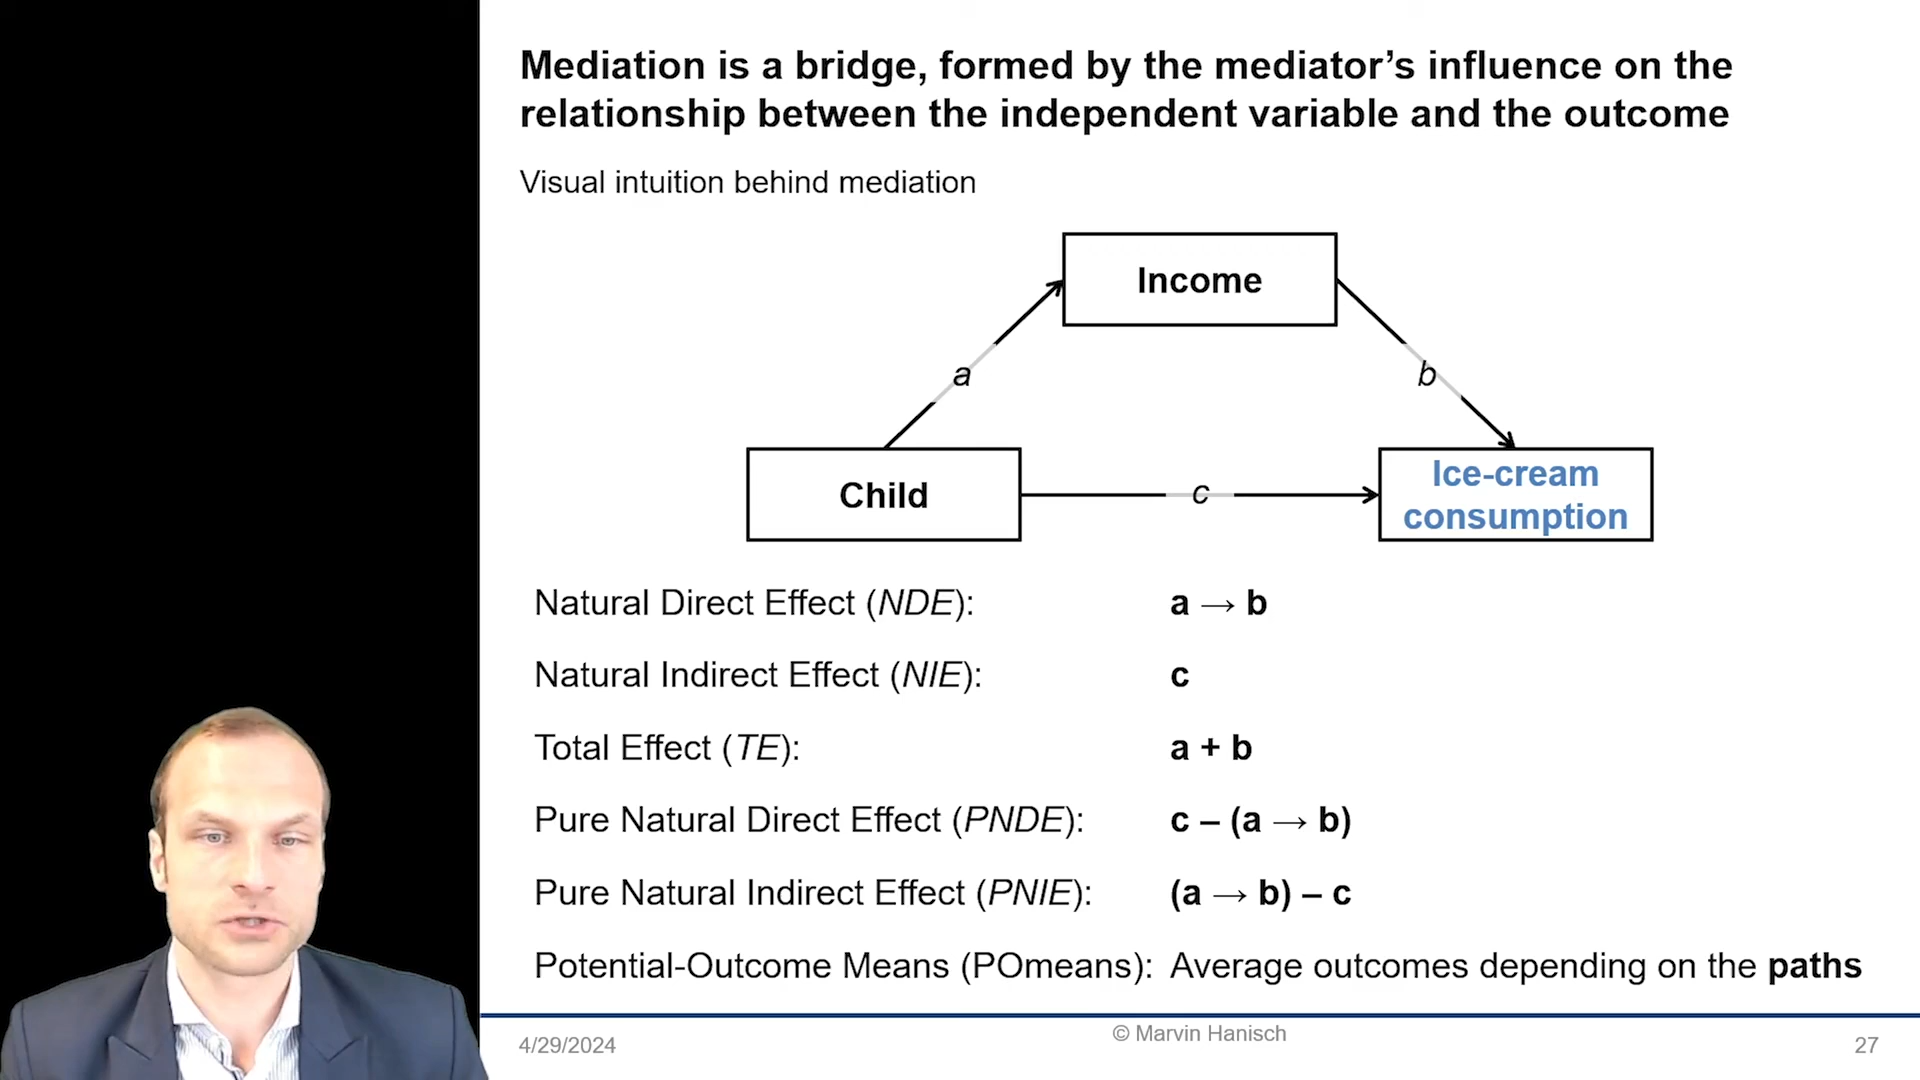 Mediation is a bridge, formed by the mediator’s influence on the
relationship between the independent variable and the outcome
Visual intuition behind mediation
Income
a
b
Child
c
Ice-cream
consumption
Natural Direct Effect (NDE): a → b
Natural Indirect Effect (NIE): c
Total Effect (TE): a + b
Pure Natural Direct Effect (PNDE): c – (a → b)
Pure Natural Indirect Effect (PNIE): (a → b) – c
Potential-Outcome Means (POmeans): Average outcomes depending on the paths
4/29/2024
© Marvin Hanisch
27